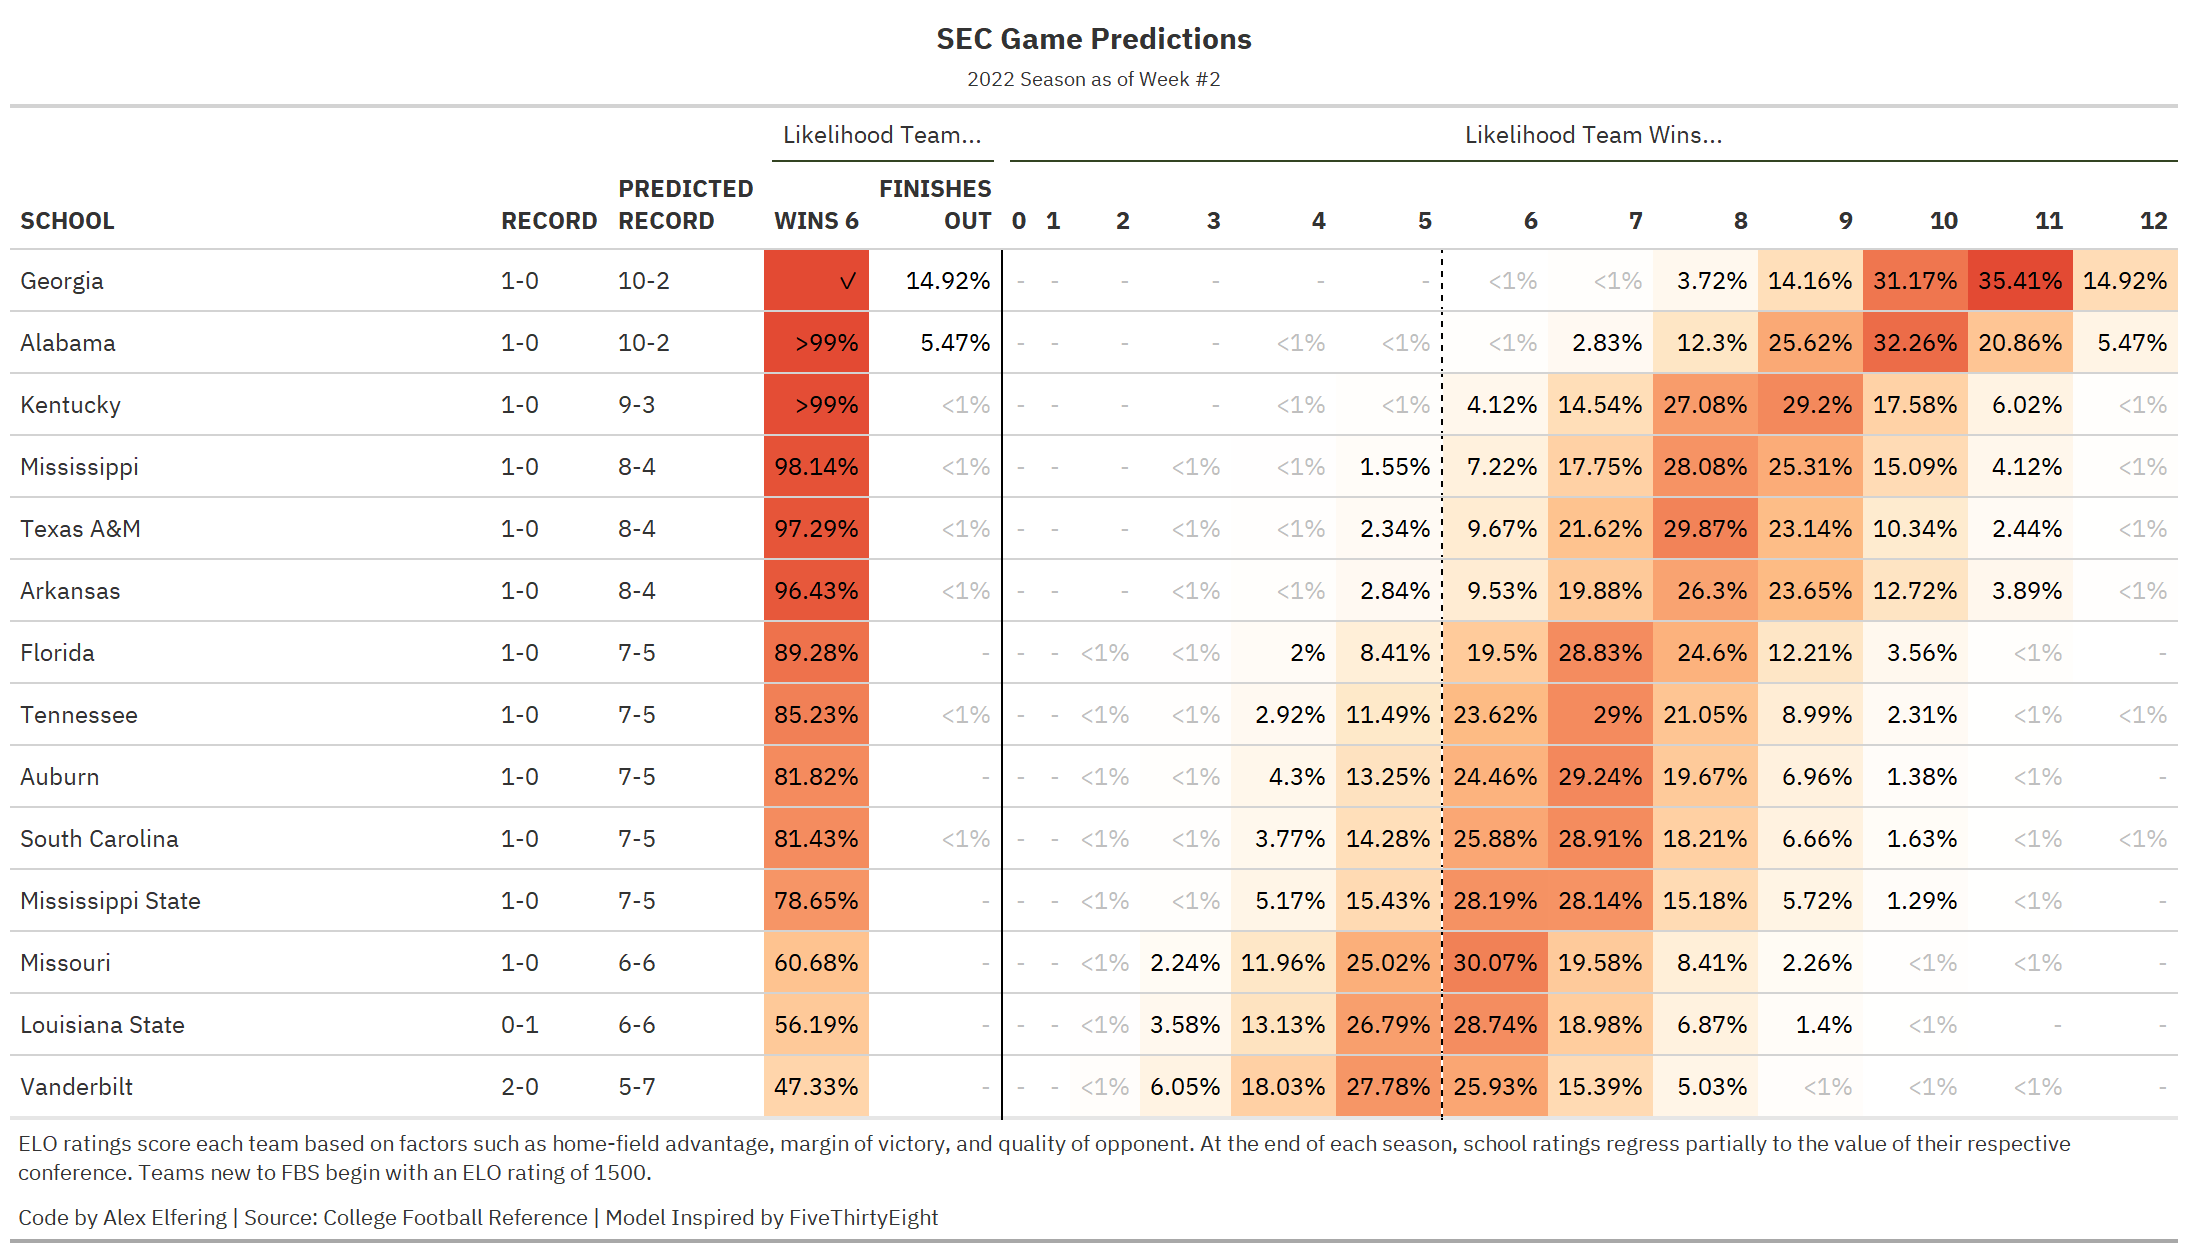 SEC Game Predictions
2022 Season as of Week #2
Likelihood Team... Likelihood Team Wins...
SCHOOL RECORD PREDICTED RECORD WINS 6 FINISHES OUT 0 1 2 3 4 5 6 7 8 9 10 11 12
Georgia 1-0 10-2 √ 14.92% - - - - - - <1% <1% 3.72% 14.16% 31.17% 35.41% 14.92%
Alabama 1-0 10-2 >99% 5.47% - - - - <1% <1% <1% 2.83% 12.3% 25.62% 32.26% 20.86% 5.47%
Kentucky 1-0 9-3 >99% <1% - - - - <1% <1% 4.12% 14.54% 27.08% 29.2% 17.58% 6.02% <1%
Mississippi 1-0 8-4 98.14% <1% - - - <1% <1% 1.55% 7.22% 17.75% 28.08% 25.31% 15.09% 4.12% <1%
Texas A&M 1-0 8-4 97.29% <1% - - - <1% <1% 2.34% 9.67% 21.62% 29.87% 23.14% 10.34% 2.44% <1%
Arkansas 1-0 8-4 96.43% <1% - - - <1% <1% 2.84% 9.53% 19.88% 26.3% 23.65% 12.72% 3.89% <1%
Florida 1-0 7-5 89.28% - - - <1% <1% 2% 8.41% 19.5% 28.83% 24.6% 12.21% 3.56% <1% -
Tennessee 1-0 7-5 85.23% <1% - - <1% <1% 2.92% 11.49% 23.62% 29% 21.05% 8.99% 2.31% <1% <1%
Auburn 1-0 7-5 81.82% - - - <1% <1% 4.3% 13.25% 24.46% 29.24% 19.67% 6.96% 1.38% <1% -
South Carolina 1-0 7-5 81.43% <1% - - <1% <1% 3.77% 14.28% 25.88% 28.91% 18.21% 6.66% 1.63% <1% <1%
Mississippi State 1-0 7-5 78.65% - - - <1% <1% 5.17% 15.43% 28.19% 28.14% 15.18% 5.72% 1.29% <1% -
Missouri 1-0 6-6 60.68% - - - <1% 2.24% 11.96% 25.02% 30.07% 19.58% 8.41% 2.26% <1% <1% -
Louisiana State 0-1 6-6 56.19% - - - <1% 3.58% 13.13% 26.79% 28.74% 18.98% 6.87% 1.4% <1% - -
Vanderbilt 2-0 5-7 47.33% - - - <1% 6.05% 18.03% 27.78% 25.93% 15.39% 5.03% <1% <1% <1% -
ELO ratings score each team based on factors such as home-field advantage, margin of victory, and quality of opponent. At the end of each season, school ratings regress partially to the value of their respective
conference. Teams new to FBS begin with an ELO rating of 1500.
Code by Alex Elfering | Source: College Football Reference | Model Inspired by FiveThirtyEight